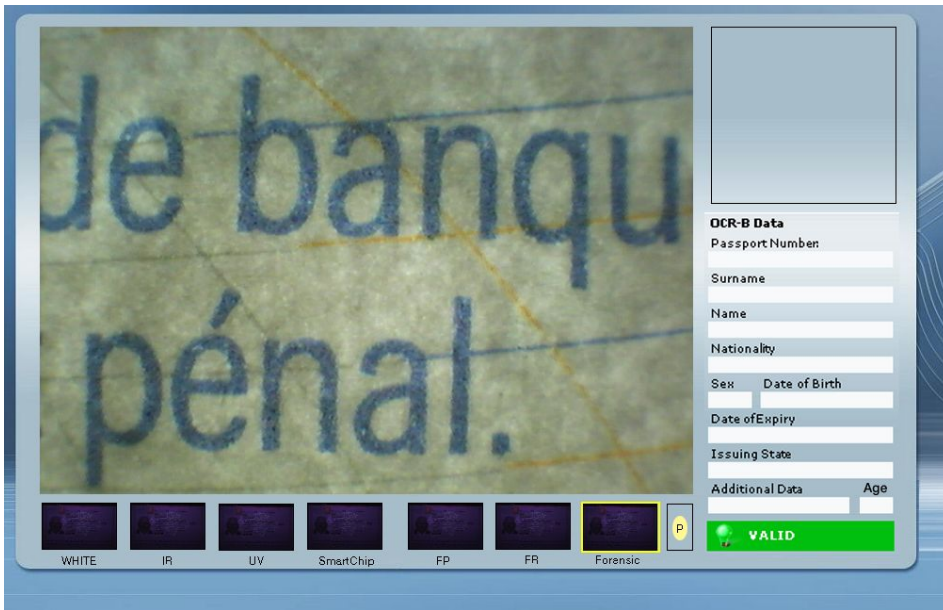 de banqu
pénal.
OCR-B Data
Passport Number:
Surname
Name
Nationality
Sex Date of Birth
Date of Expiry
Issuing State
Additional Data Age
P
VALID
WHITE IR UV SmartChip FP FR Forensic